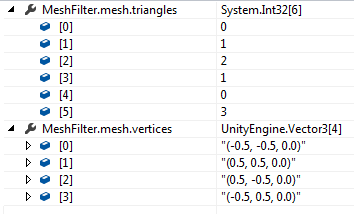 MeshFilter.mesh.triangles System.Int32[6]
[0] 0
[1] 1
[2] 2
[3] 1
[4] 0
[5] 3
MeshFilter.mesh.vertices UnityEngine.Vector3[4]
[0] "(-0.5, -0.5, 0.0)"
[1] "(0.5, 0.5, 0.0)"
[2] "(0.5, -0.5, 0.0)"
[3] "(-0.5, 0.5, 0.0)"